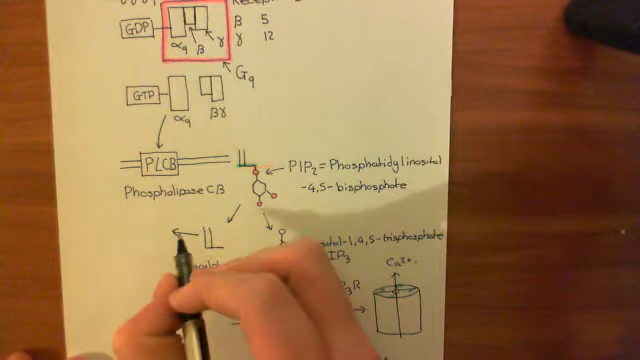 GDP
αq
β
γ
β 5
γ 12
Gq
GTP
αq
βγ
PLCβ
Phospholipase Cβ
PIP₂ = Phosphatidylinositol
-4,5-bisphosphate
-1,4,5-trisphosphate
IP₃
Ca²⁺